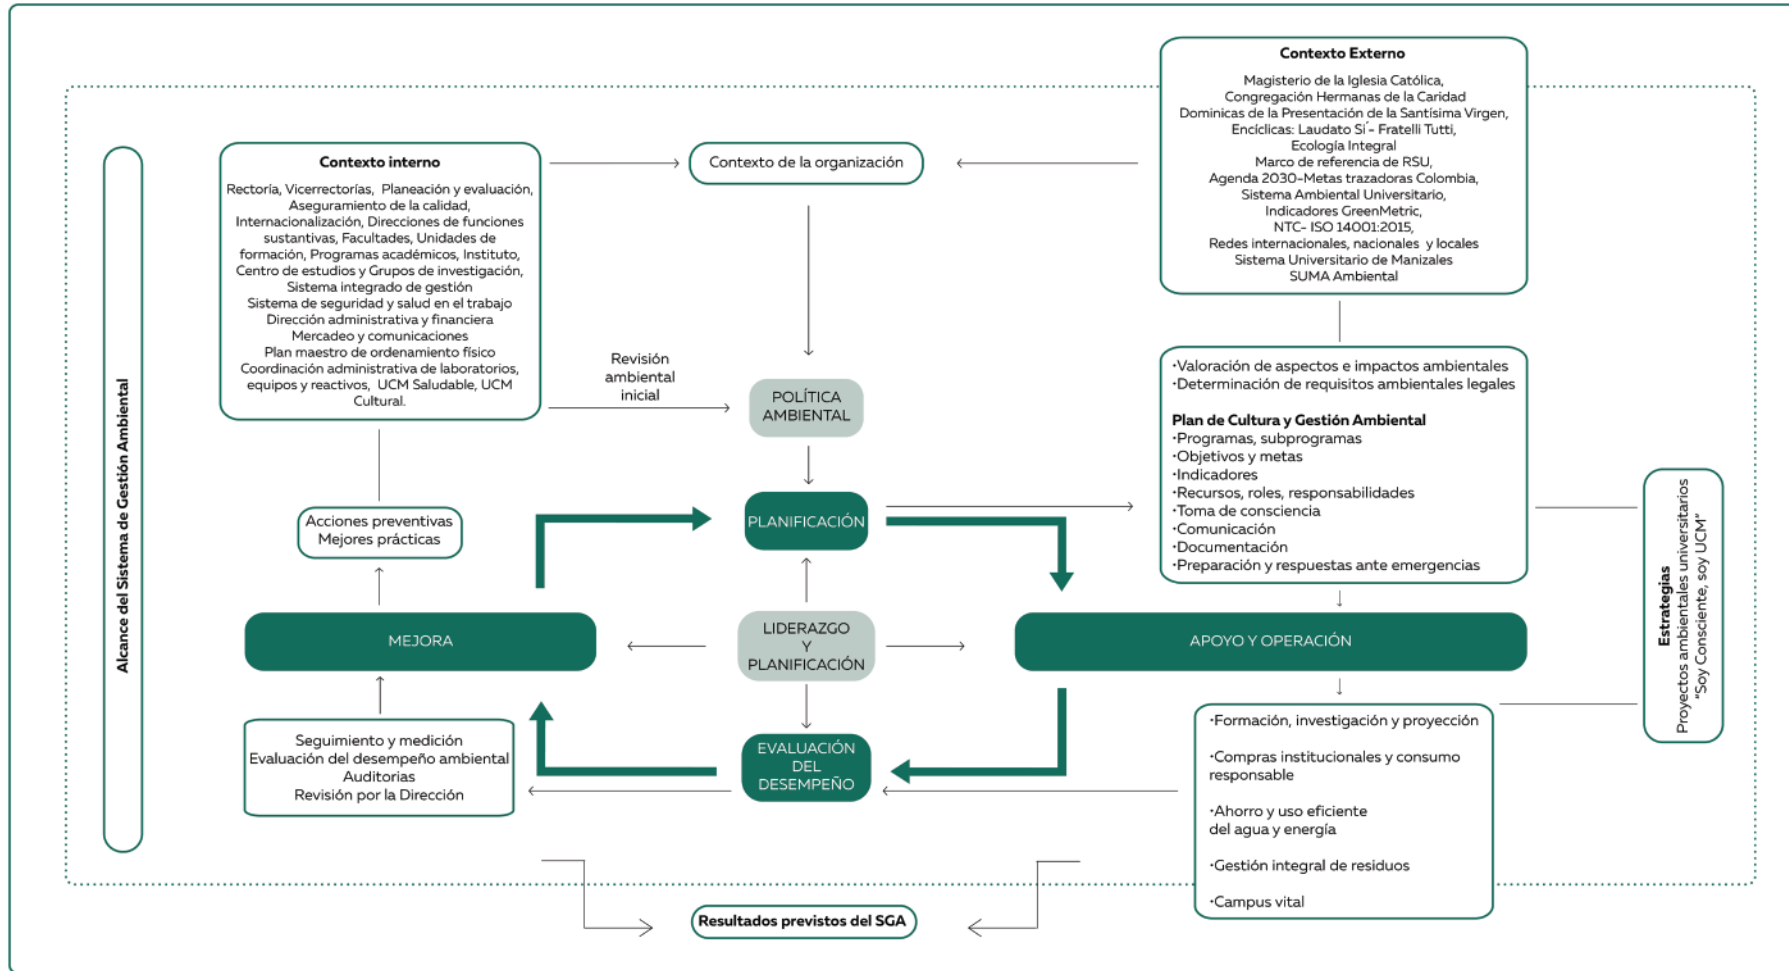 Contexto Externo
Magisterio de la Iglesia Católica,
Congregación Hermanas de la Caridad
Dominicas de la Presentación de la Santísima Virgen,
Encíclicas: Laudato Si´- Fratelli Tutti,
Ecología Integral
Marco de referencia de RSU,
Agenda 2030-Metas trazadoras Colombia,
Sistema Ambiental Universitario,
Indicadores GreenMetric,
NTC- ISO 14001:2015,
Redes internacionales, nacionales y locales
Sistema Universitario de Manizales
SUMA Ambiental
Contexto de la organización
Contexto interno
Rectoría, Vicerrectorías, Planeación y evaluación,
Aseguramiento de la calidad,
Internacionalización, Direcciones de funciones
sustantivas, Facultades, Unidades de
formación, Programas académicos, Instituto,
Centro de estudios y Grupos de investigación,
Sistema integrado de gestión
Sistema de seguridad y salud en el trabajo
Dirección administrativa y financiera
Mercadeo y comunicaciones
Plan maestro de ordenamiento físico
Coordinación administrativa de laboratorios,
equipos y reactivos, UCM Saludable, UCM
Cultural.
Alcance del Sistema de Gestión Ambiental
Revisión
ambiental
inicial
POLÍTICA
AMBIENTAL
•Valoración de aspectos e impactos ambientales
•Determinación de requisitos ambientales legales
Plan de Cultura y Gestión Ambiental
•Programas, subprogramas
•Objetivos y metas
•Indicadores
•Recursos, roles, responsabilidades
•Toma de consciencia
•Comunicación
•Documentación
•Preparación y respuestas ante emergencias
Estrategias
Proyectos ambientales universitarios
"Soy Consciente, soy UCM"
Acciones preventivas
Mejores prácticas
PLANIFICACIÓN
MEJORA
LIDERAZGO
Y
PLANIFICACIÓN
APOYO Y OPERACIÓN
Seguimiento y medición
Evaluación del desempeño ambiental
Auditorias
Revisión por la Dirección
EVALUACIÓN
DEL
DESEMPEÑO
•Formación, investigación y proyección
•Compras institucionales y consumo
responsable
•Ahorro y uso eficiente
del agua y energía
•Gestión integral de residuos
•Campus vital
Resultados previstos del SGA